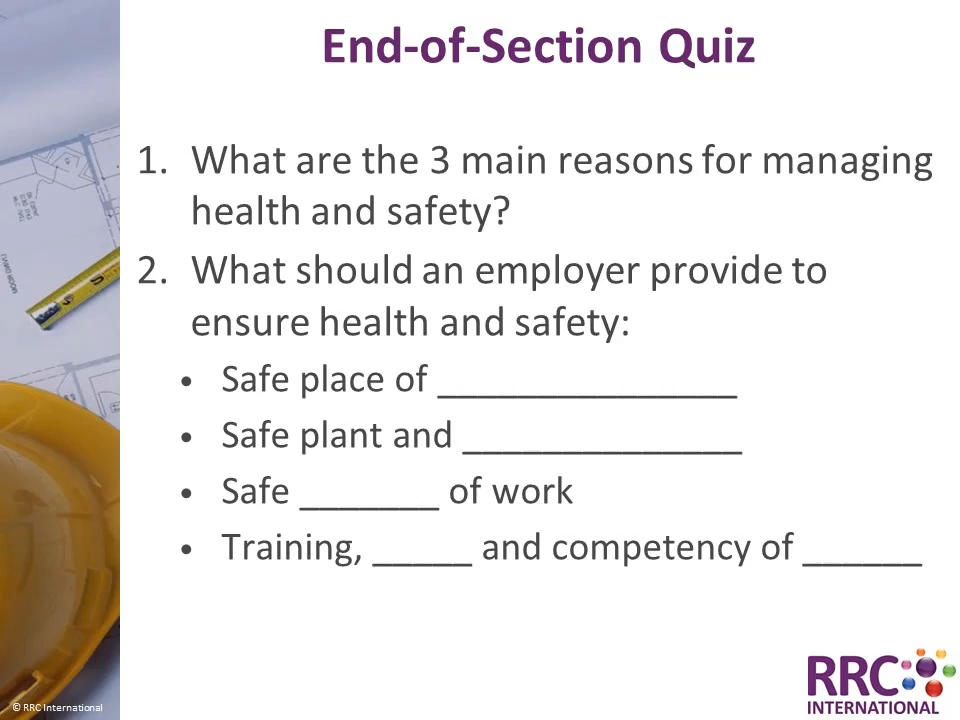 End-of-Section Quiz
1. What are the 3 main reasons for managing
health and safety?
2. What should an employer provide to
ensure health and safety:
• Safe place of _______________
• Safe plant and ______________
• Safe _______ of work
• Training, _____ and competency of ______
© RRC International
RRC
INTERNATIONAL